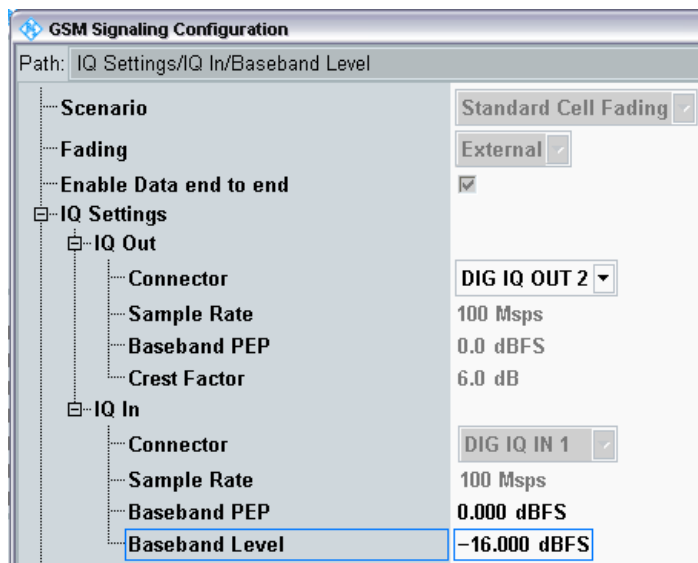 GSM Signaling Configuration
Path: IQ Settings/IQ In/Baseband Level
Scenario Standard Cell Fading
Fading External
Enable Data end to end
IQ Settings
IQ Out
Connector DIG IQ OUT 2
Sample Rate 100 Msps
Baseband PEP 0.0 dBFS
Crest Factor 6.0 dB
IQ In
Connector DIG IQ IN 1
Sample Rate 100 Msps
Baseband PEP 0.000 dBFS
Baseband Level −16.000 dBFS